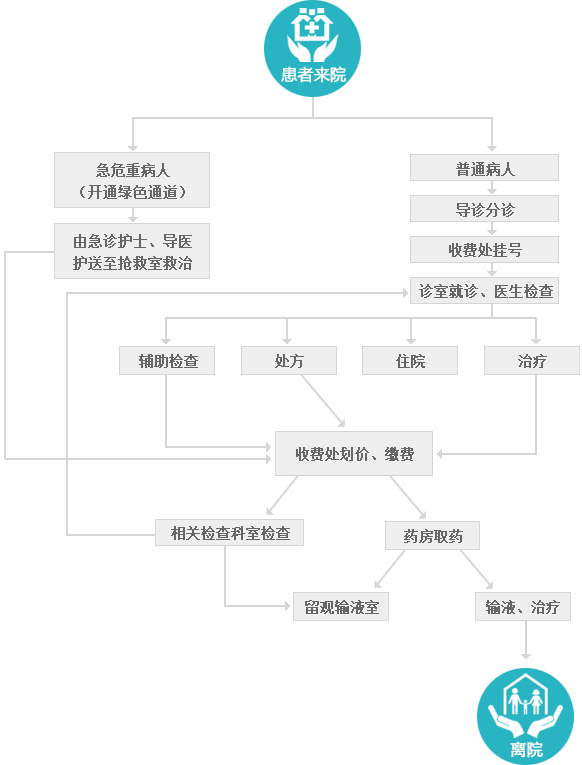 患者来院
急危重病人
（开通绿色通道）
普通病人
导诊分诊
由急诊护士、导医
护送至抢救室救治
收费处挂号
诊室就诊、医生检查
辅助检查
处方
住院
治疗
收费处划价、缴费
相关检查科室检查
药房取药
留观输液室
输液、治疗
离院